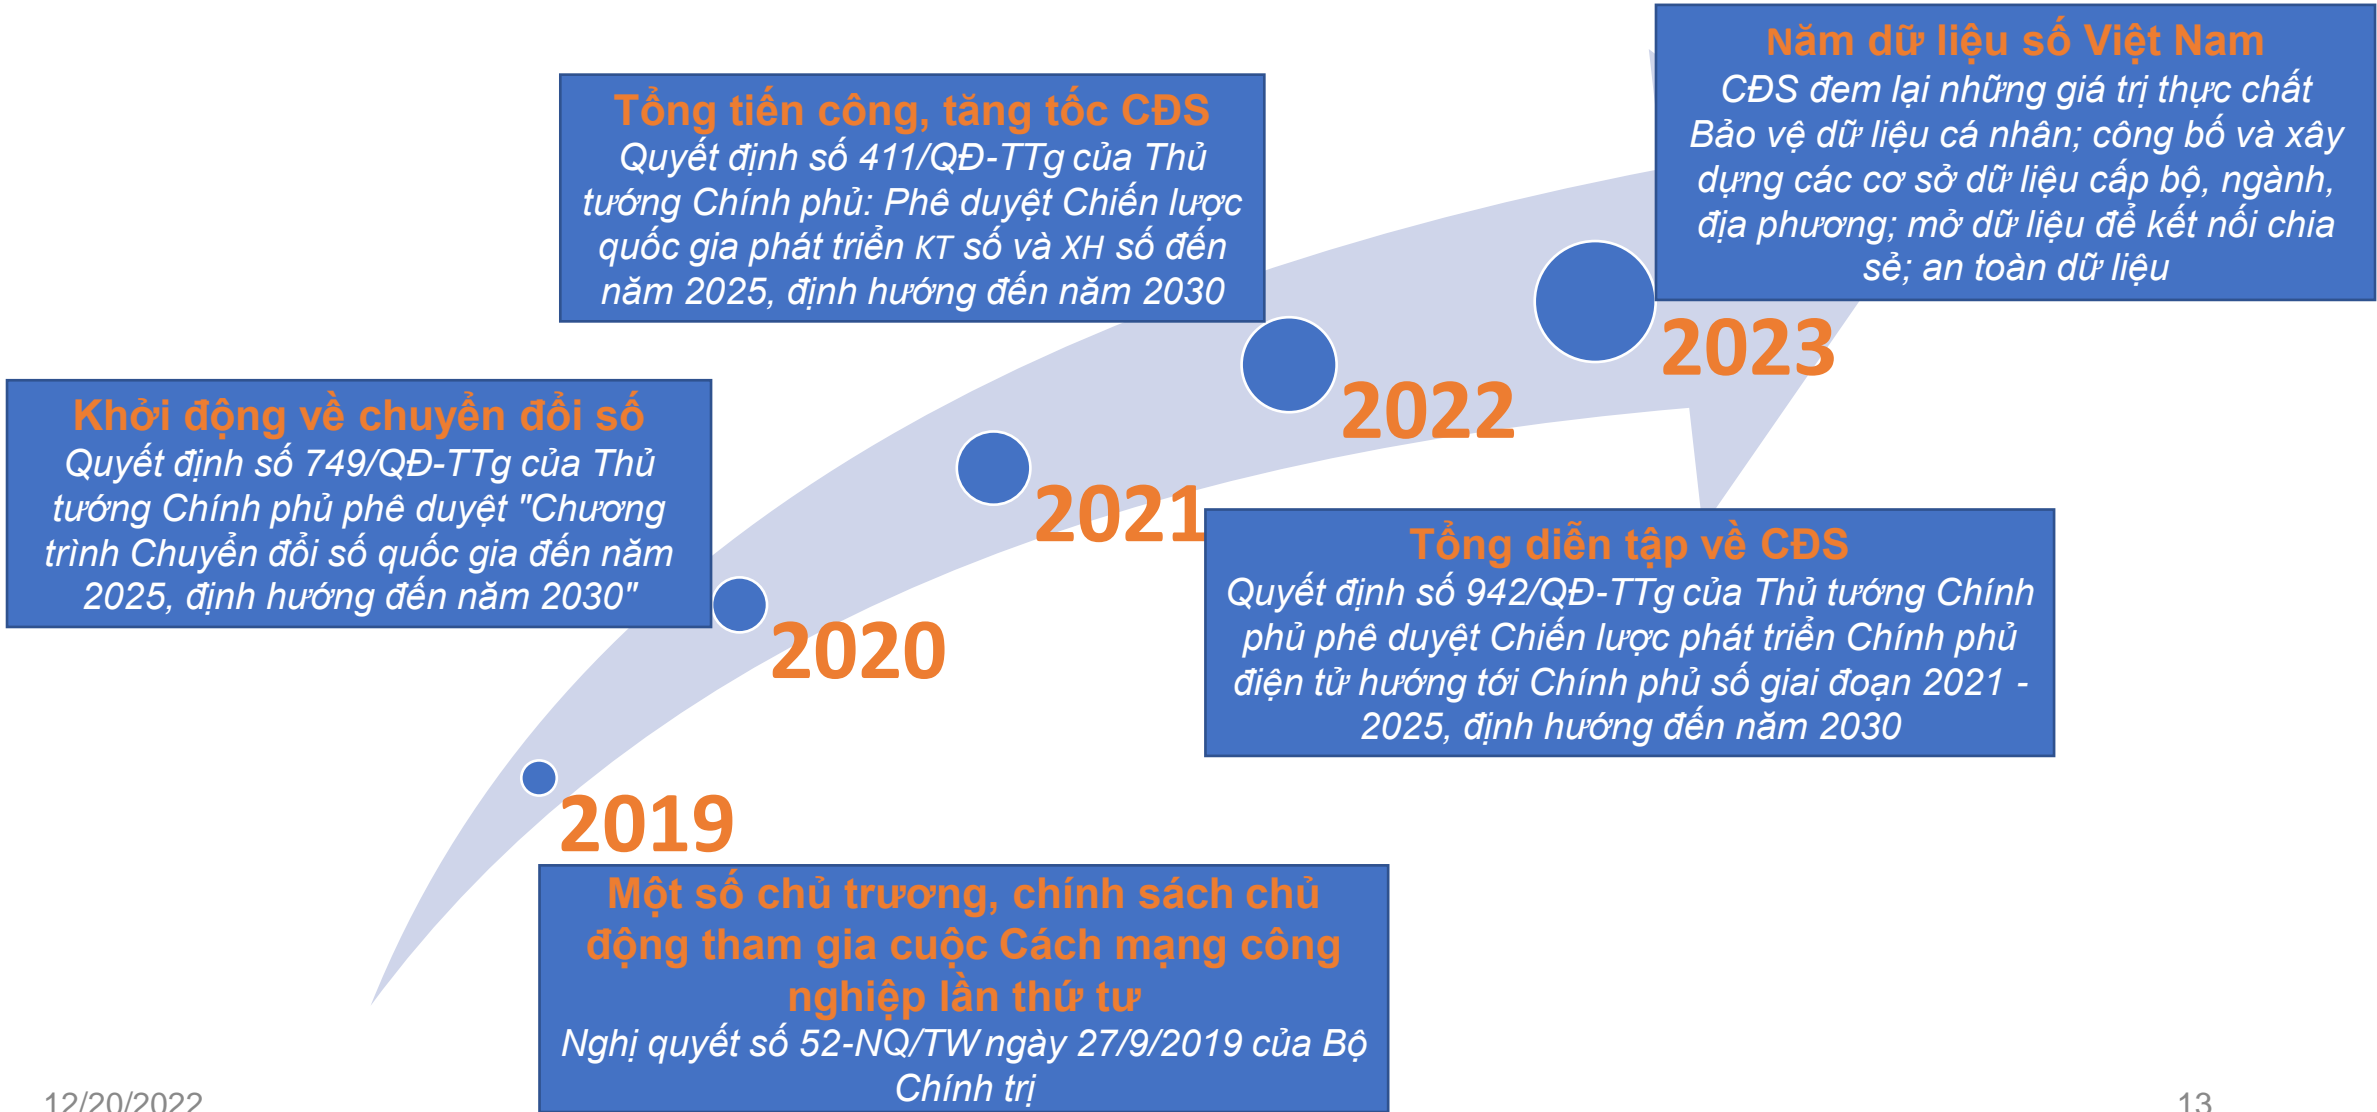 Năm dữ liệu số Việt Nam
CĐS đem lại những giá trị thực chất
Bảo vệ dữ liệu cá nhân; công bố và xây
dựng các cơ sở dữ liệu cấp bộ, ngành,
địa phương; mở dữ liệu để kết nối chia
sẻ; an toàn dữ liệu
2023
Tổng tiến công, tăng tốc CĐS
Quyết định số 411/QĐ-TTg của Thủ
tướng Chính phủ: Phê duyệt Chiến lược
quốc gia phát triển KT số và XH số đến
năm 2025, định hướng đến năm 2030
2022
Khởi động về chuyển đổi số
Quyết định số 749/QĐ-TTg của Thủ
tướng Chính phủ phê duyệt "Chương
trình Chuyển đổi số quốc gia đến năm
2025, định hướng đến năm 2030"
2020
2021
Tổng diễn tập về CĐS
Quyết định số 942/QĐ-TTg của Thủ tướng Chính
phủ phê duyệt Chiến lược phát triển Chính phủ
điện tử hướng tới Chính phủ số giai đoạn 2021 -
2025, định hướng đến năm 2030
2019
Một số chủ trương, chính sách chủ
động tham gia cuộc Cách mạng công
nghiệp lần thứ tư
Nghị quyết số 52-NQ/TW ngày 27/9/2019 của Bộ
Chính trị
12/20/2022
13